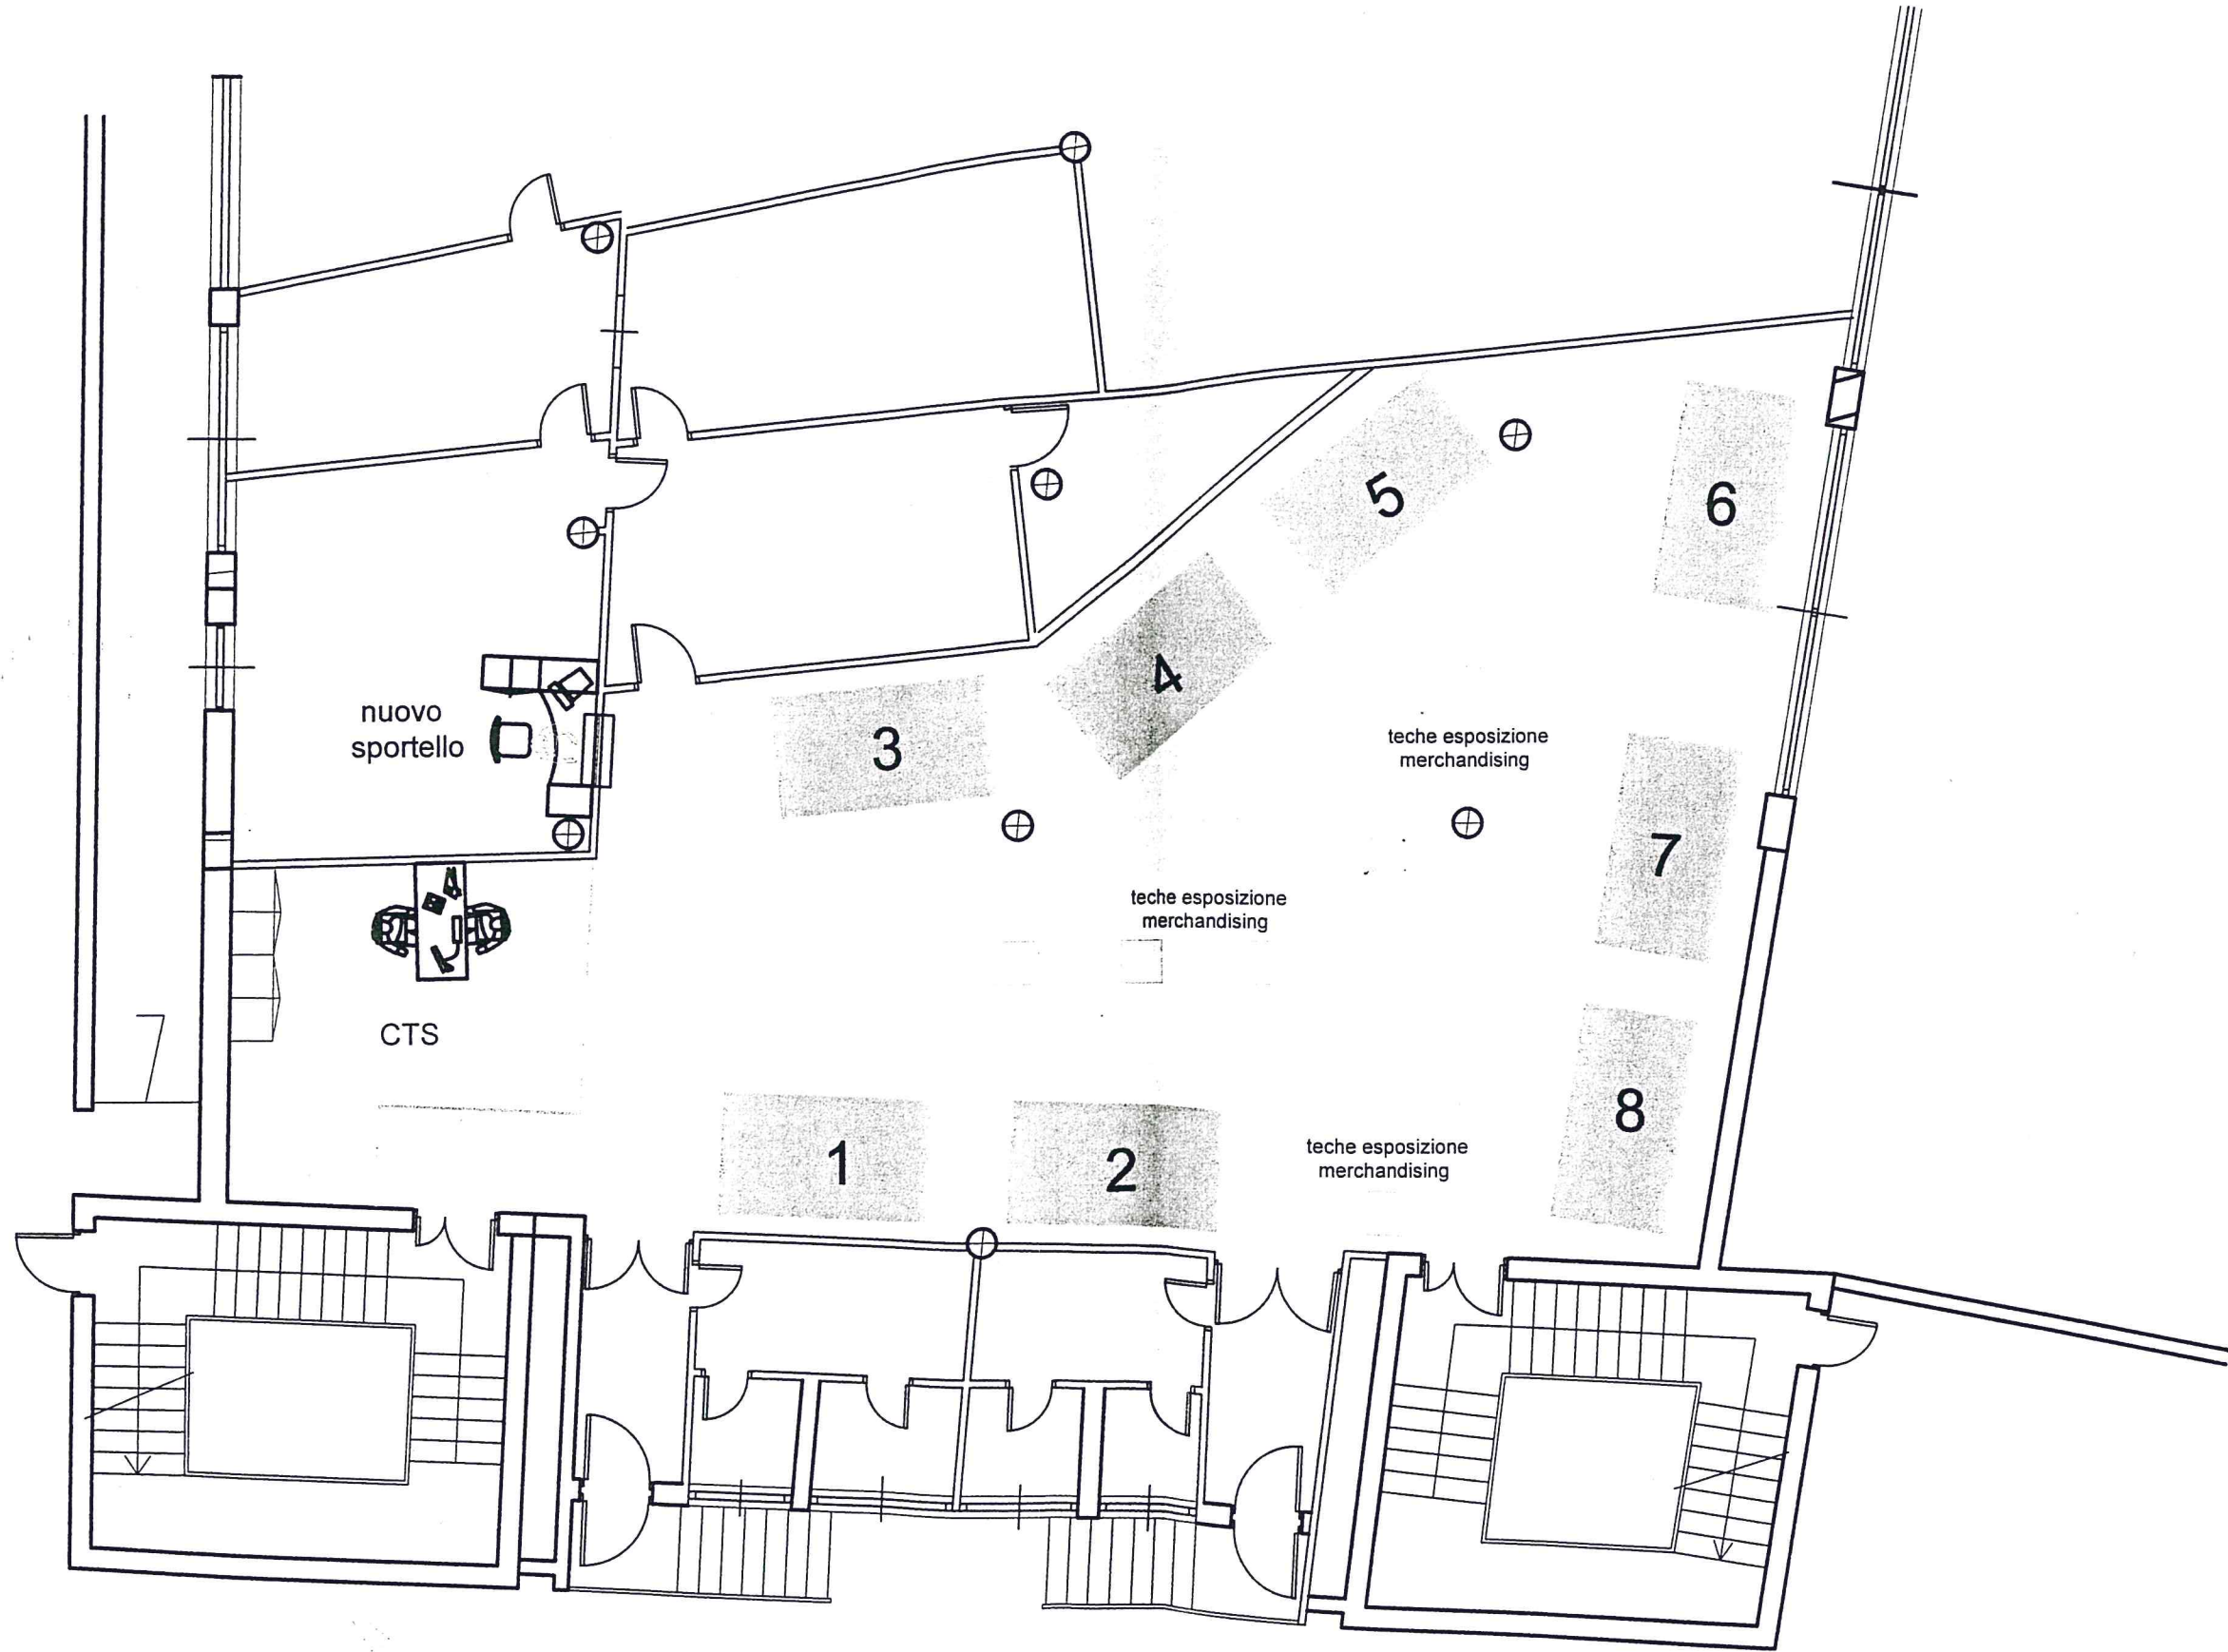 5
6
4
nuovo
sportello
3
teche esposizione
merchandising
7
teche esposizione
merchandising
CTS
8
1
2
teche esposizione
merchandising